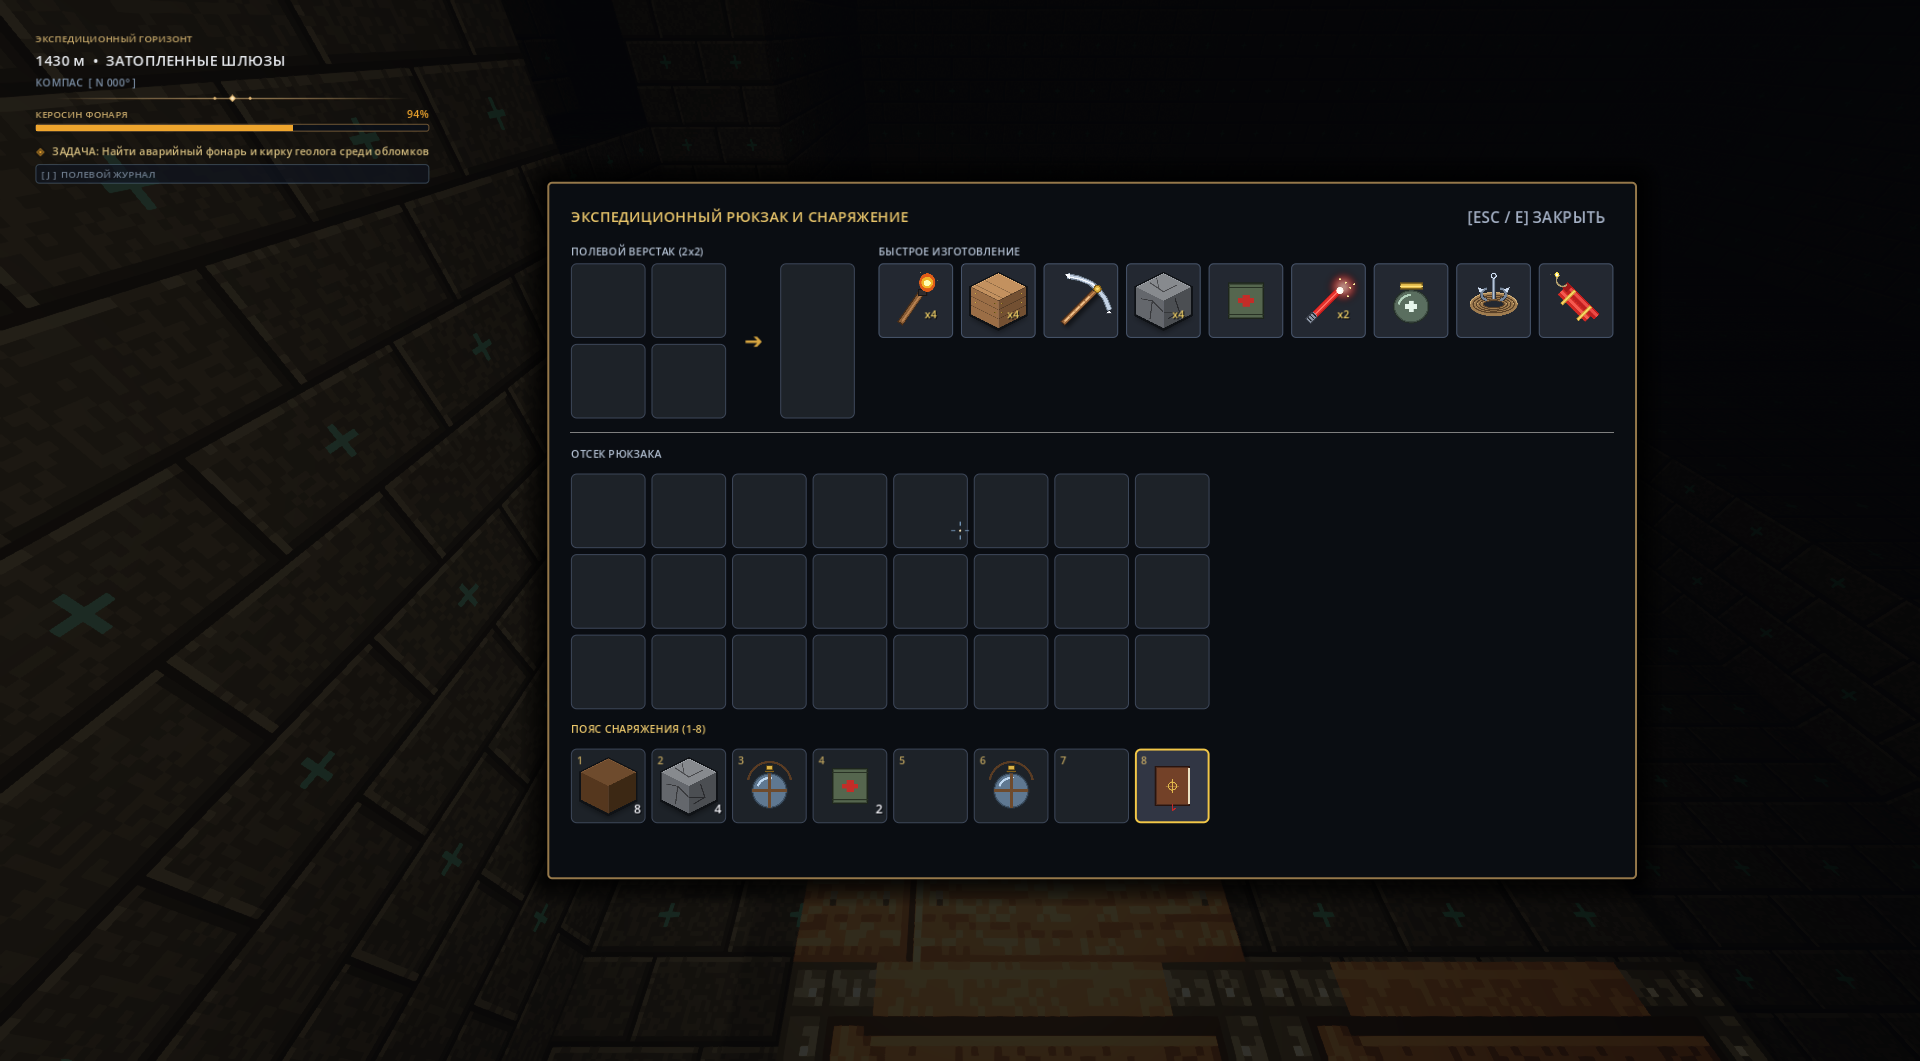 ЭКСПЕДИЦИОННЫЙ ГОРИЗОНТ
1430 м • ЗАТОПЛЕННЫЕ ШЛЮЗЫ
КОМПАС [ N 000° ]
КЕРОСИН ФОНАРЯ 94%
ЗАДАЧА: Найти аварийный фонарь и кирку геолога среди обломков
[ J ] ПОЛЕВОЙ ЖУРНАЛ
ЭКСПЕДИЦИОННЫЙ РЮКЗАК И СНАРЯЖЕНИЕ [ESC / E] ЗАКРЫТЬ
ПОЛЕВОЙ ВЕРСТАК (2x2) БЫСТРОЕ ИЗГОТОВЛЕНИЕ
x4 x4 x4 x2
ОТСЕК РЮКЗАКА
ПОЯС СНАРЯЖЕНИЯ (1-8)
1 2 3 4 5 6 7 8
8 4 2